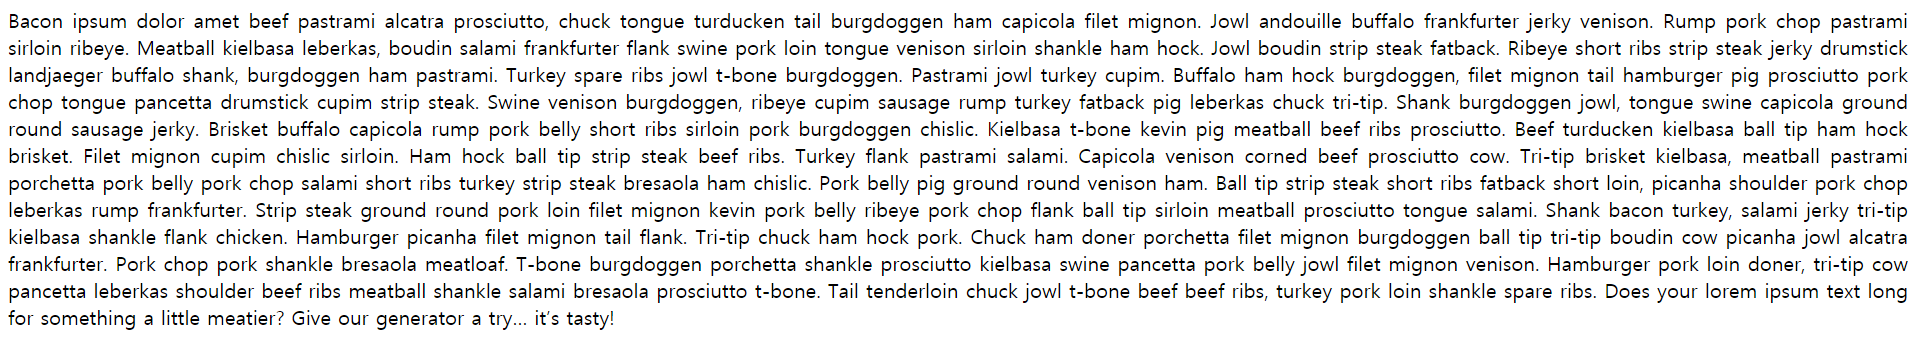 Bacon ipsum dolor amet beef pastrami alcatra prosciutto, chuck tongue turducken tail burgdoggen ham capicola filet mignon. Jowl andouille buffalo frankfurter jerky venison. Rump pork chop pastrami
sirloin ribeye. Meatball kielbasa leberkas, boudin salami frankfurter flank swine pork loin tongue venison sirloin shankle ham hock. Jowl boudin strip steak fatback. Ribeye short ribs strip steak jerky drumstick
landjaeger buffalo shank, burgdoggen ham pastrami. Turkey spare ribs jowl t-bone burgdoggen. Pastrami jowl turkey cupim. Buffalo ham hock burgdoggen, filet mignon tail hamburger pig prosciutto pork
chop tongue pancetta drumstick cupim strip steak. Swine venison burgdoggen, ribeye cupim sausage rump turkey fatback pig leberkas chuck tri-tip. Shank burgdoggen jowl, tongue swine capicola ground
round sausage jerky. Brisket buffalo capicola rump pork belly short ribs sirloin pork burgdoggen chislic. Kielbasa t-bone kevin pig meatball beef ribs prosciutto. Beef turducken kielbasa ball tip ham hock
brisket. Filet mignon cupim chislic sirloin. Ham hock ball tip strip steak beef ribs. Turkey flank pastrami salami. Capicola venison corned beef prosciutto cow. Tri-tip brisket kielbasa, meatball pastrami
porchetta pork belly pork chop salami short ribs turkey strip steak bresaola ham chislic. Pork belly pig ground round venison ham. Ball tip strip steak short ribs fatback short loin, picanha shoulder pork chop
leberkas rump frankfurter. Strip steak ground round pork loin filet mignon kevin pork belly ribeye pork chop flank ball tip sirloin meatball prosciutto tongue salami. Shank bacon turkey, salami jerky tri-tip
kielbasa shankle flank chicken. Hamburger picanha filet mignon tail flank. Tri-tip chuck ham hock pork. Chuck ham doner porchetta filet mignon burgdoggen ball tip tri-tip boudin cow picanha jowl alcatra
frankfurter. Pork chop pork shankle bresaola meatloaf. T-bone burgdoggen porchetta shankle prosciutto kielbasa swine pancetta pork belly jowl filet mignon venison. Hamburger pork loin doner, tri-tip cow
pancetta leberkas shoulder beef ribs meatball shankle salami bresaola prosciutto t-bone. Tail tenderloin chuck jowl t-bone beef beef ribs, turkey pork loin shankle spare ribs. Does your lorem ipsum text long
for something a little meatier? Give our generator a try… it's tasty!